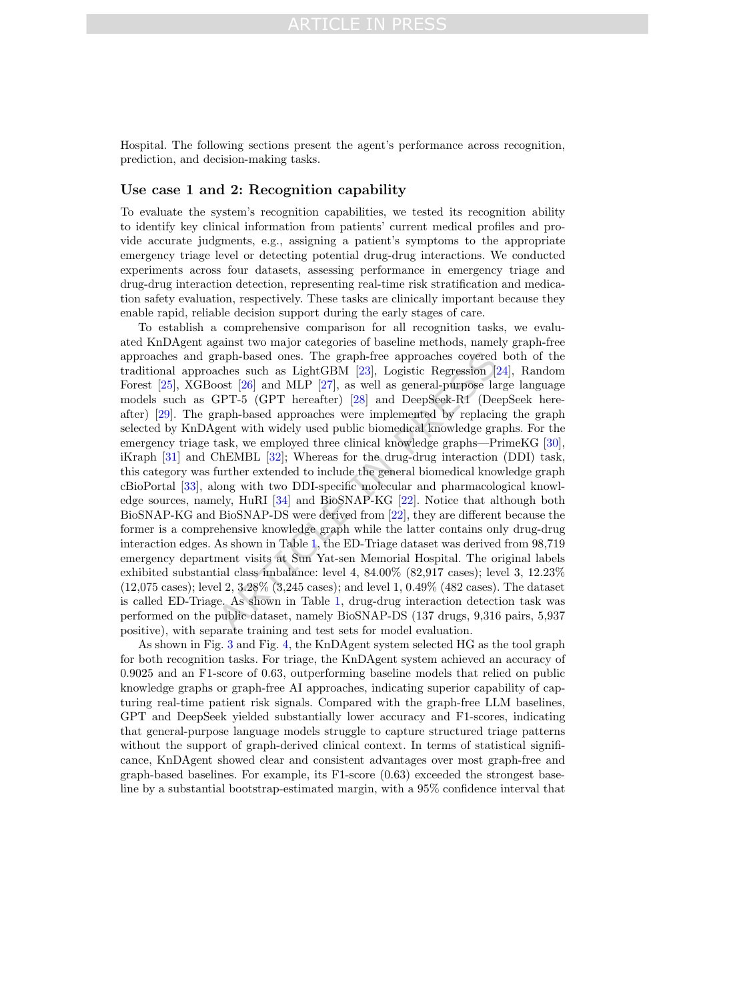 ARTICLE IN PRESS
Hospital. The following sections present the agent's performance across recognition,
prediction, and decision-making tasks.
Use case 1 and 2: Recognition capability
To evaluate the system's recognition capabilities, we tested its recognition ability
to identify key clinical information from patients' current medical profiles and pro-
vide accurate judgments, e.g., assigning a patient's symptoms to the appropriate
emergency triage level or detecting potential drug-drug interactions. We conducted
experiments across four datasets, assessing performance in emergency triage and
drug-drug interaction detection, representing real-time risk stratification and medica-
tion safety evaluation, respectively. These tasks are clinically important because they
enable rapid, reliable decision support during the early stages of care.
To establish a comprehensive comparison for all recognition tasks, we evalu-
ated KnDAgent against two major categories of baseline methods, namely graph-free
approaches and graph-based ones. The graph-free approaches covered both of the
traditional approaches such as LightGBM [23], Logistic Regression [24], Random
Forest [25], XGBoost [26] and MLP [27], as well as general-purpose large language
models such as GPT-5 (GPT hereafter) [28] and DeepSeek-R1 (DeepSeek here-
after) [29]. The graph-based approaches were implemented by replacing the graph
selected by KnDAgent with widely used public biomedical knowledge graphs. For the
emergency triage task, we employed three clinical knowledge graphs—PrimeKG [30],
iKraph [31] and ChEMBL [32]; Whereas for the drug-drug interaction (DDI) task,
this category was further extended to include the general biomedical knowledge graph
cBioPortal [33], along with two DDI-specific molecular and pharmacological knowl-
edge sources, namely, HuRI [34] and BioSNAP-KG [22]. Notice that although both
BioSNAP-KG and BioSNAP-DS were derived from [22], they are different because the
former is a comprehensive knowledge graph while the latter contains only drug-drug
interaction edges. As shown in Table 1, the ED-Triage dataset was derived from 98,719
emergency department visits at Sun Yat-sen Memorial Hospital. The original labels
exhibited substantial class imbalance: level 4, 84.00% (82,917 cases); level 3, 12.23%
(12,075 cases); level 2, 3.28% (3,245 cases); and level 1, 0.49% (482 cases). The dataset
is called ED-Triage. As shown in Table 1, drug-drug interaction detection task was
performed on the public dataset, namely BioSNAP-DS (137 drugs, 9,316 pairs, 5,937
positive), with separate training and test sets for model evaluation.
As shown in Fig. 3 and Fig. 4, the KnDAgent system selected HG as the tool graph
for both recognition tasks. For triage, the KnDAgent system achieved an accuracy of
0.9025 and an F1-score of 0.63, outperforming baseline models that relied on public
knowledge graphs or graph-free AI approaches, indicating superior capability of cap-
turing real-time patient risk signals. Compared with the graph-free LLM baselines,
GPT and DeepSeek yielded substantially lower accuracy and F1-scores, indicating
that general-purpose language models struggle to capture structured triage patterns
without the support of graph-derived clinical context. In terms of statistical signifi-
cance, KnDAgent showed clear and consistent advantages over most graph-free and
graph-based baselines. For example, its F1-score (0.63) exceeded the strongest base-
line by a substantial bootstrap-estimated margin, with a 95% confidence interval that
ARTICLE IN PRESS